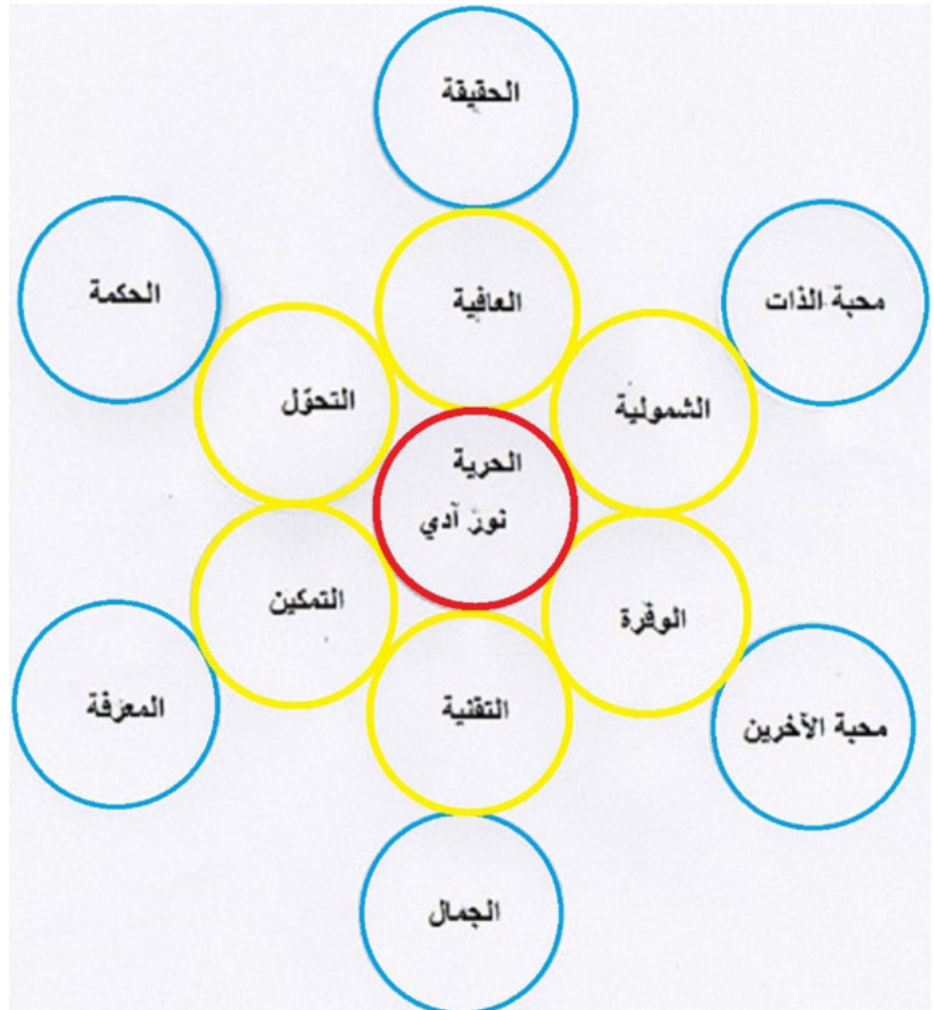 الحقيقة
الحكمة
محبة الذات
العافية
التحوّل
الشمولية
الحرية
نور آدي
التمكين
الوفرة
المعرفة
التقنية
محبة الآخرين
الجمال